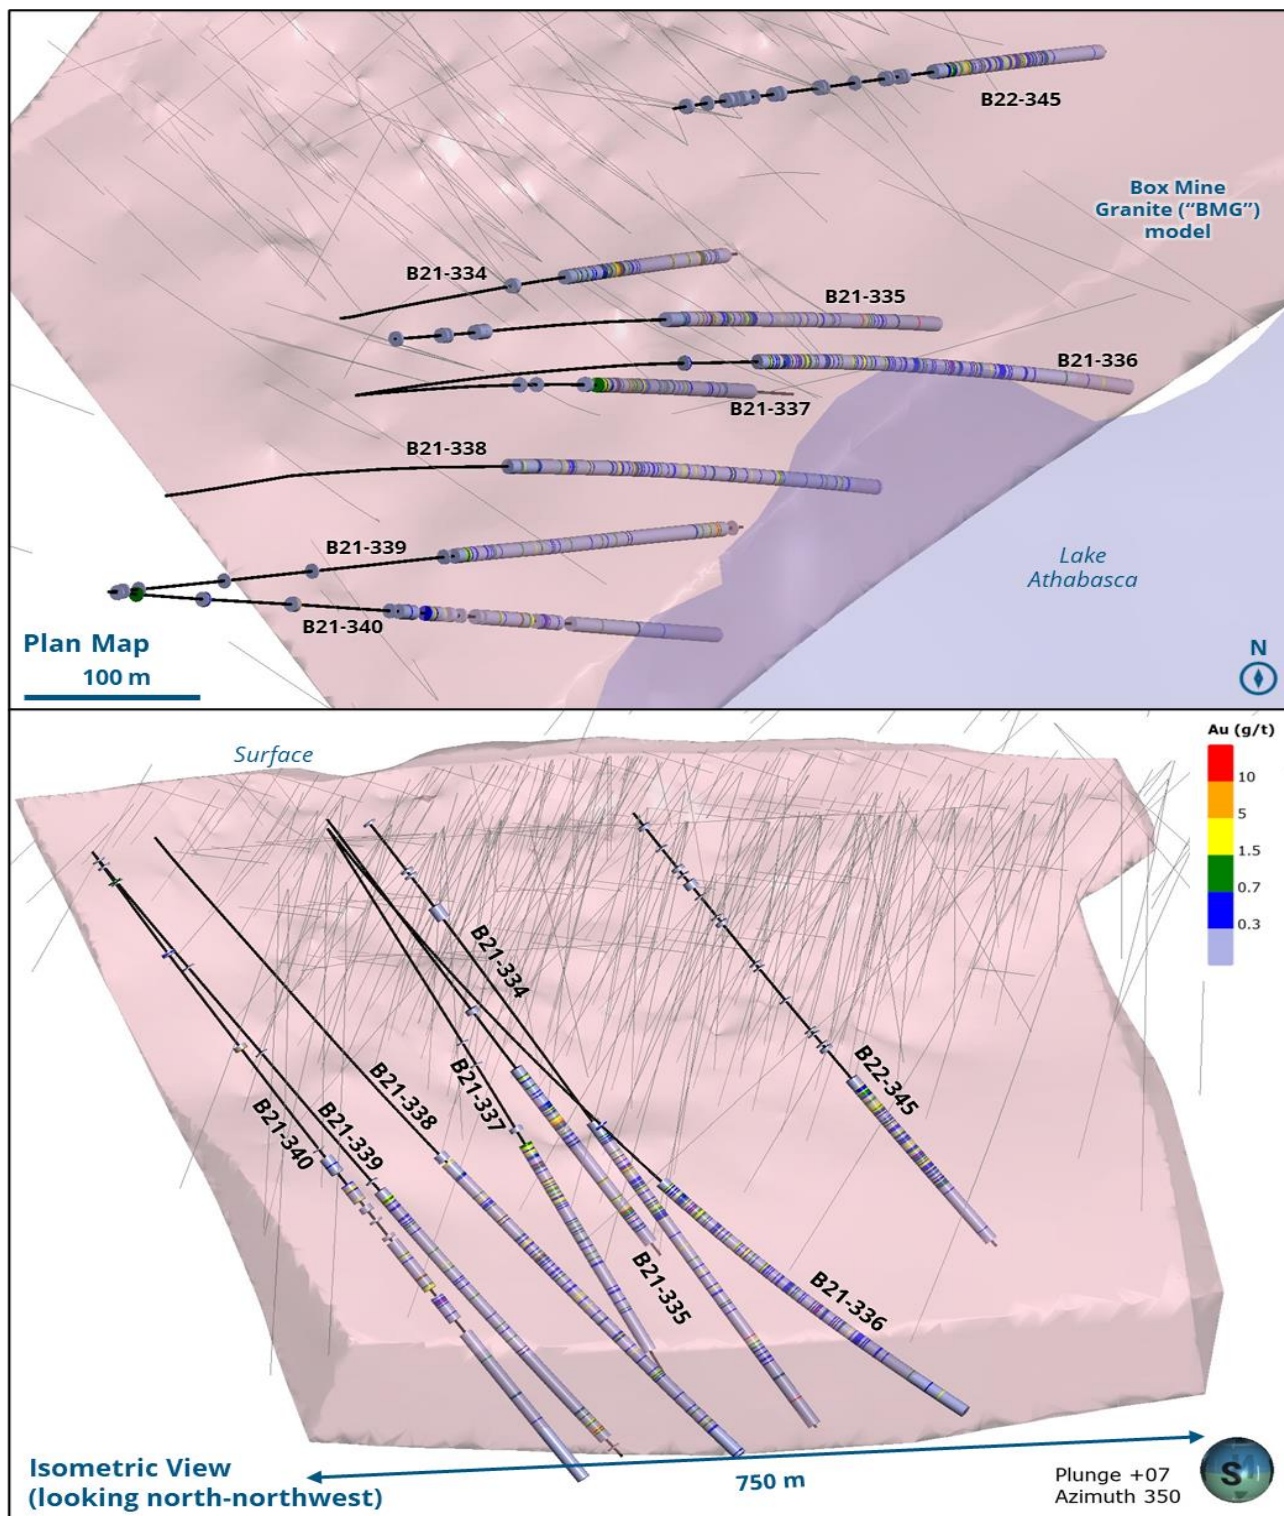 B22-345
Box Mine
Granite (“BMG”)
model
B21-334
B21-335
B21-336
B21-337
B21-338
B21-339
B21-340
Lake
Athabasca
Plan Map
100 m
N
Surface
Au (g/t)
10
5
1.5
0.7
0.3
B21-334
B22-345
B21-337
B21-338
B21-339
B21-340
B21-335
B21-336
Isometric View
(looking north-northwest)
750 m
Plunge +07
Azimuth 350
S